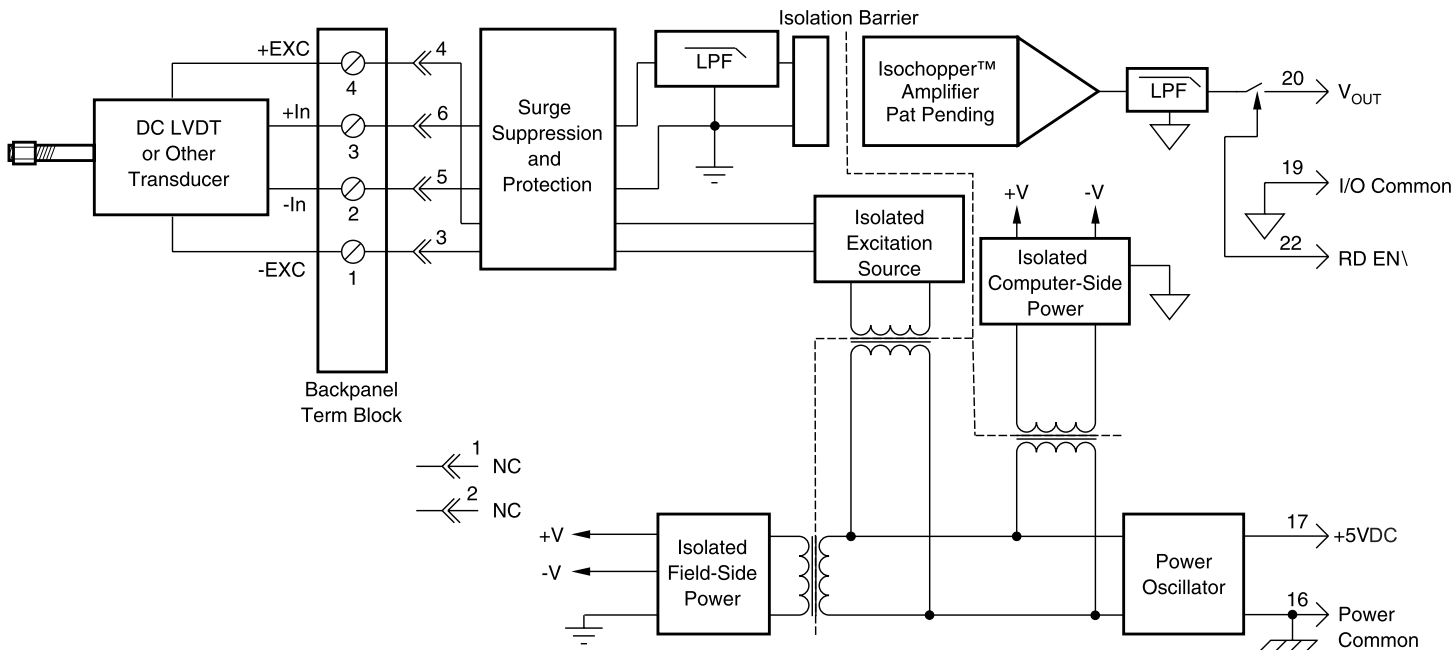 Isolation Barrier
+EXC
4
4
DC LVDT
or Other
Transducer
+In
3
6
-In
2
5
-EXC
1
3
Backpanel
Term Block
Surge
Suppression
and
Protection
LPF
Isochopper™
Amplifier
Pat Pending
LPF
20
VOUT
19
I/O Common
22
RD EN\
Isolated
Excitation
Source
+V
-V
Isolated
Computer-Side
Power
1
NC
2
NC
+V
-V
Isolated
Field-Side
Power
Power
Oscillator
17
+5VDC
16
Power
Common